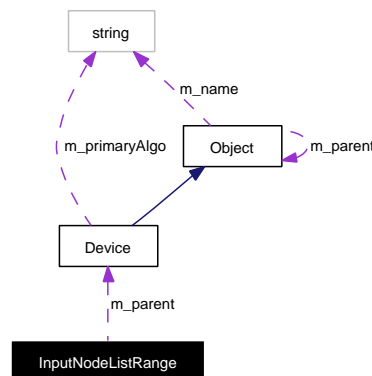 string
m_name
m_primaryAlgo
Object
m_parent
Device
m_parent
InputNodeListRange